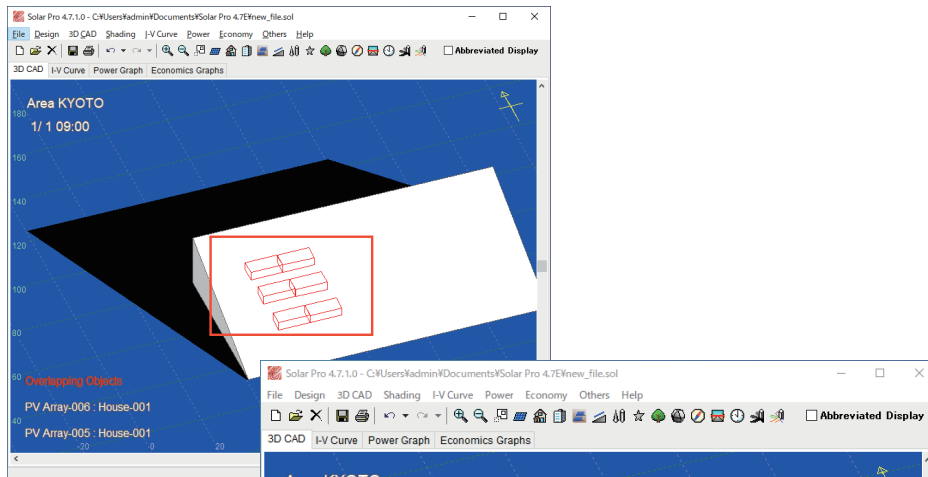 Solar Pro 4.7.1.0 - C:¥Users¥admin¥Documents¥Solar Pro 4.7E¥new_file.sol
File Design 3D CAD Shading I-V Curve Power Economy Others Help
Abbreviated Display
3D CAD I-V Curve Power Graph Economics Graphs
Area KYOTO
1/ 1 09:00
180
160
140
120
100
80
60
40
-20
0
20
Overlapping Objects
PV Array-006 : House-001
PV Array-005 : House-001
Solar Pro 4.7.1.0 - C:¥Users¥admin¥Documents¥Solar Pro 4.7E¥new_file.sol
File Design 3D CAD Shading I-V Curve Power Economy Others Help
Abbreviated Display
3D CAD I-V Curve Power Graph Economics Graphs
Area KYOTO